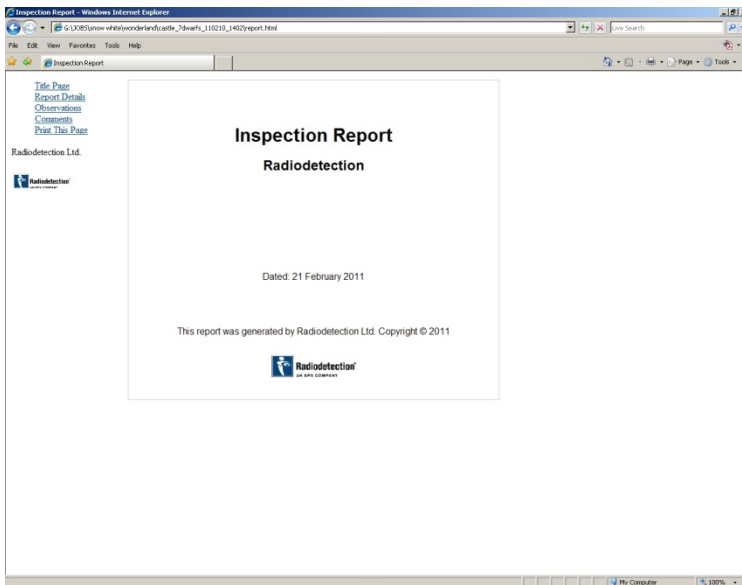 Inspection Report - Windows Internet Explorer
G:\JOBS\snow white\wonderland\castle_7dwarfs_110210_1402\report.html
Live Search
File Edit View Favorites Tools Help
Inspection Report
Page Tools
Title Page
Report Details
Observations
Comments
Print This Page
Radiodetection Ltd.
Radiodetection
Inspection Report
Radiodetection
Dated: 21 February 2011
This report was generated by Radiodetection Ltd. Copyright © 2011
Radiodetection
AN SPX COMPANY
My Computer 100%